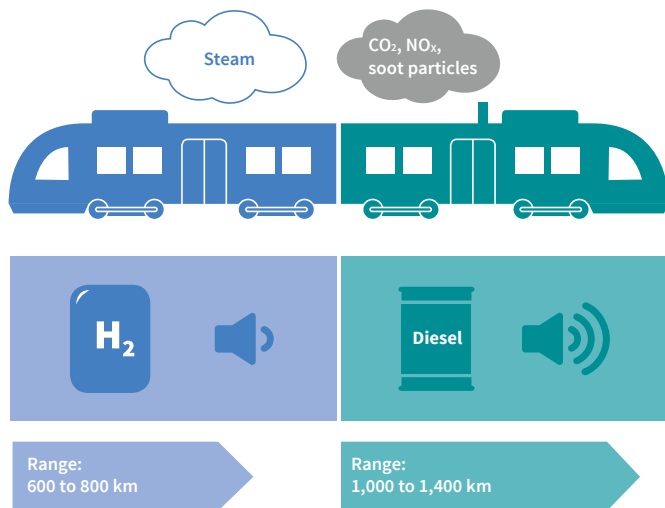 Steam
CO₂, NOₓ,
soot particles
H₂
Diesel
Range:
600 to 800 km
Range:
1,000 to 1,400 km